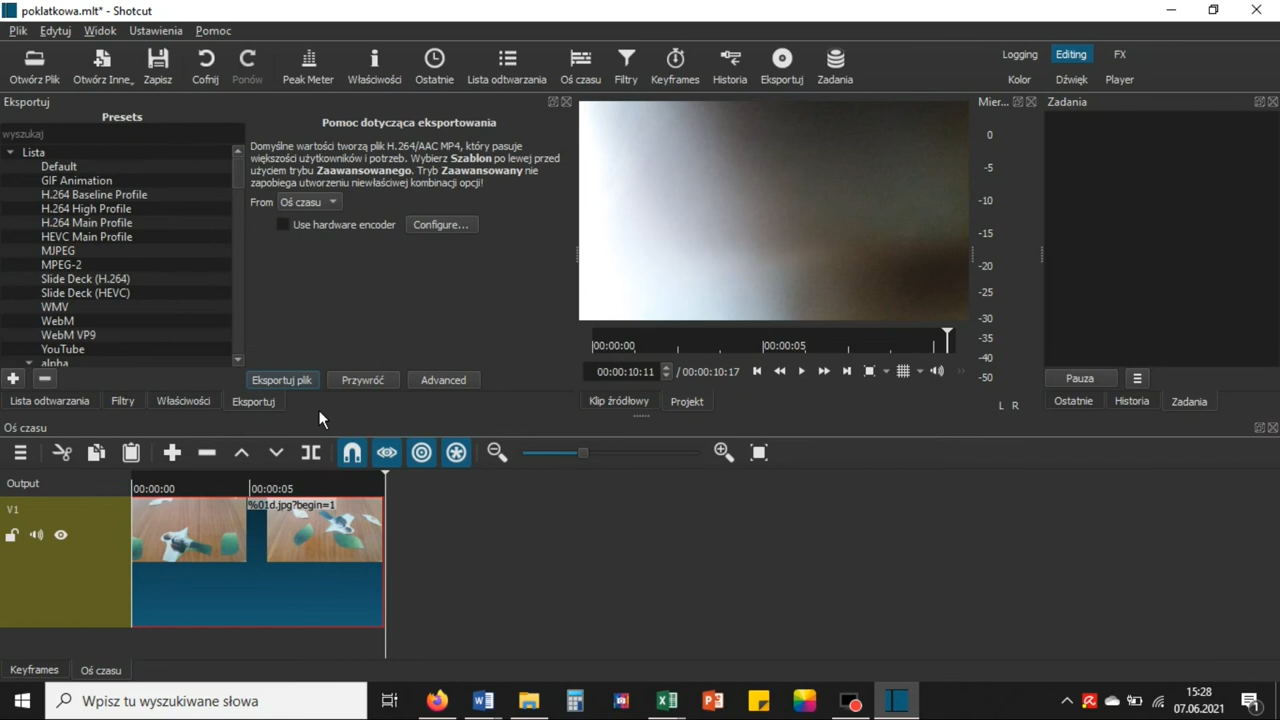 poklatkowa.mlt* - Shotcut
Plik Edytuj Widok Ustawienia Pomoc
Otwórz Plik Otwórz Inne_ Zapisz Cofnij Ponów Peak Meter Właściwości Ostatnie Lista odtwarzania Oś czasu Filtry Keyframes Historia Eksportuj Zadania
Logging Editing FX
Kolor Dźwięk Player
Eksportuj
Presets
wyszukaj
Lista
Default
GIF Animation
H.264 Baseline Profile
H.264 High Profile
H.264 Main Profile
HEVC Main Profile
MJPEG
MPEG-2
Slide Deck (H.264)
Slide Deck (HEVC)
WMV
WebM
WebM VP9
YouTube
alpha
Pomoc dotycząca eksportowania
Domyślne wartości tworzą plik H.264/AAC MP4, który pasuje
większości użytkowników i potrzeb. Wybierz Szablon po lewej przed
użyciem trybu Zaawansowanego. Tryb Zaawansowany nie
zapobiega utworzeniu niewłaściwej kombinacji opcji!
From Oś czasu
Use hardware encoder Configure...
Eksportuj plik Przywróć Advanced
Lista odtwarzania Filtry Właściwości Eksportuj
00:00:00 00:00:05
00:00:10:11 / 00:00:10:17
Klip źródłowy Projekt
Mier...
0
-5
-10
-15
-20
-25
-30
-35
-40
-50
L R
Zadania
Pauza
Ostatnie Historia Zadania
Oś czasu
Output
00:00:00 00:00:05
V1
%01d.jpg?begin=1
Keyframes Oś czasu
Wpisz tu wyszukiwane słowa
15:28
07.06.2021
1